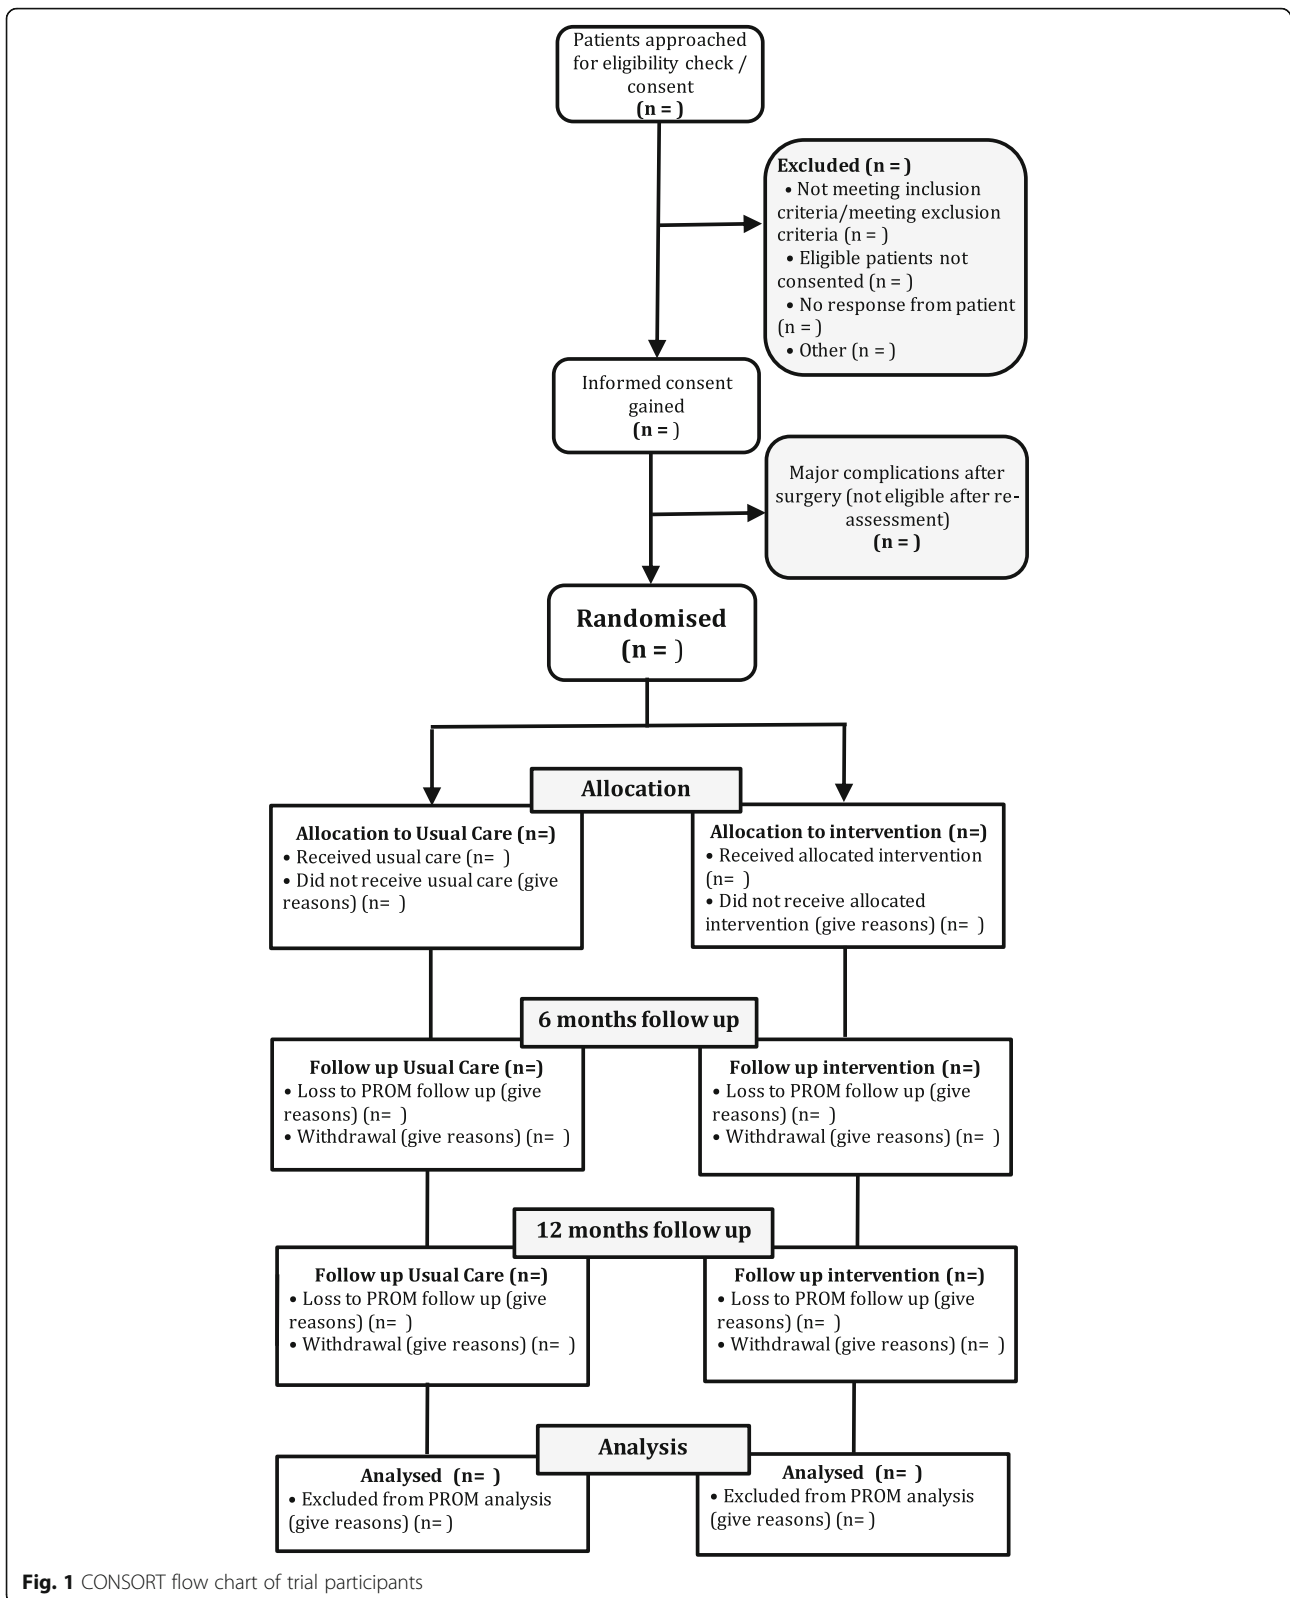 Patients approached
for eligibility check /
consent
(n = )
Excluded (n = )
• Not meeting inclusion
criteria/meeting exclusion
criteria (n = )
• Eligible patients not
consented (n = )
• No response from patient
(n = )
• Other (n = )
Informed consent
gained
(n = )
Major complications after
surgery (not eligible after re-
assessment)
(n = )
Randomised
(n = )
Allocation
Allocation to Usual Care (n=)
• Received usual care (n=  )
• Did not receive usual care (give
reasons) (n=  )
Allocation to intervention (n=)
• Received allocated intervention
(n=  )
• Did not receive allocated
intervention (give reasons) (n=  )
6 months follow up
Follow up Usual Care (n=)
• Loss to PROM follow up (give
reasons) (n=  )
• Withdrawal (give reasons) (n=  )
Follow up intervention (n=)
• Loss to PROM follow up (give
reasons) (n=  )
• Withdrawal (give reasons) (n=  )
12 months follow up
Follow up Usual Care (n=)
• Loss to PROM follow up (give
reasons) (n=  )
• Withdrawal (give reasons) (n=  )
Follow up intervention (n=)
• Loss to PROM follow up (give
reasons) (n=  )
• Withdrawal (give reasons) (n=  )
Analysis
Analysed  (n=  )
• Excluded from PROM analysis
(give reasons) (n= )
Analysed  (n=  )
• Excluded from PROM analysis
(give reasons) (n= )
Fig. 1 CONSORT flow chart of trial participants